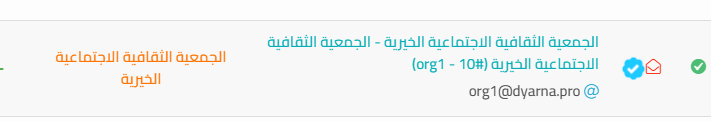 الجمعية الثقافية الاجتماعية الخيرية - الجمعية الثقافية
الاجتماعية الخيرية (#10 - org1)
@ org1@dyarna.pro
الجمعية الثقافية الاجتماعية
الخيرية